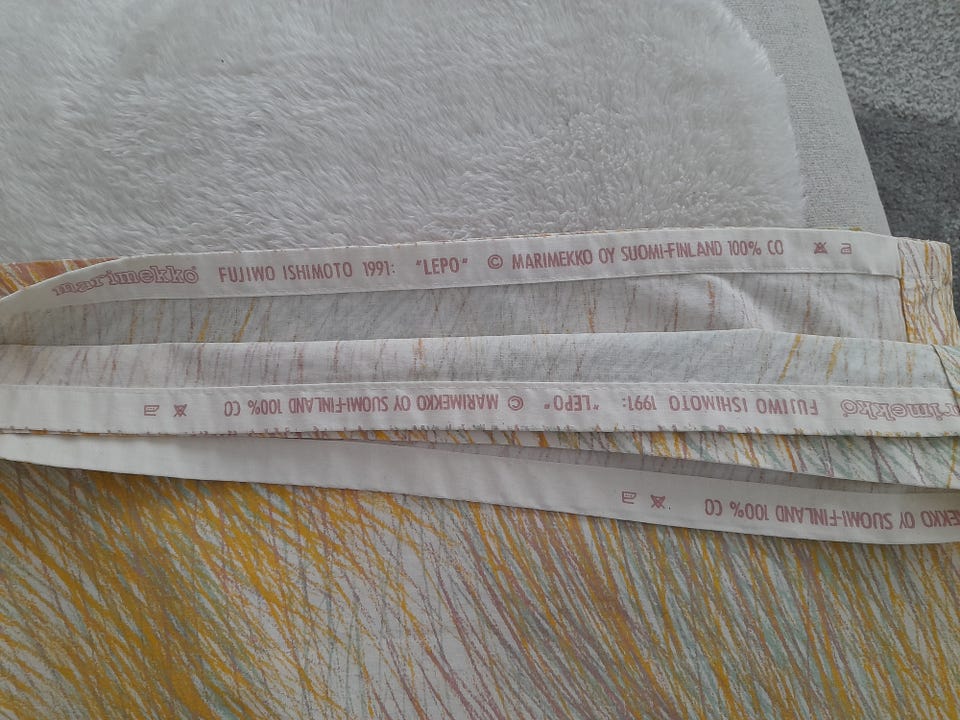 marimekko FUJIWO ISHIMOTO 1991: "LEPO" © MARIMEKKO OY SUOMI-FINLAND 100% CO
marimekko FUJIWO ISHIMOTO 1991: "LEPO" © MARIMEKKO OY SUOMI-FINLAND 100% CO
EKKO OY SUOMI-FINLAND 100% CO